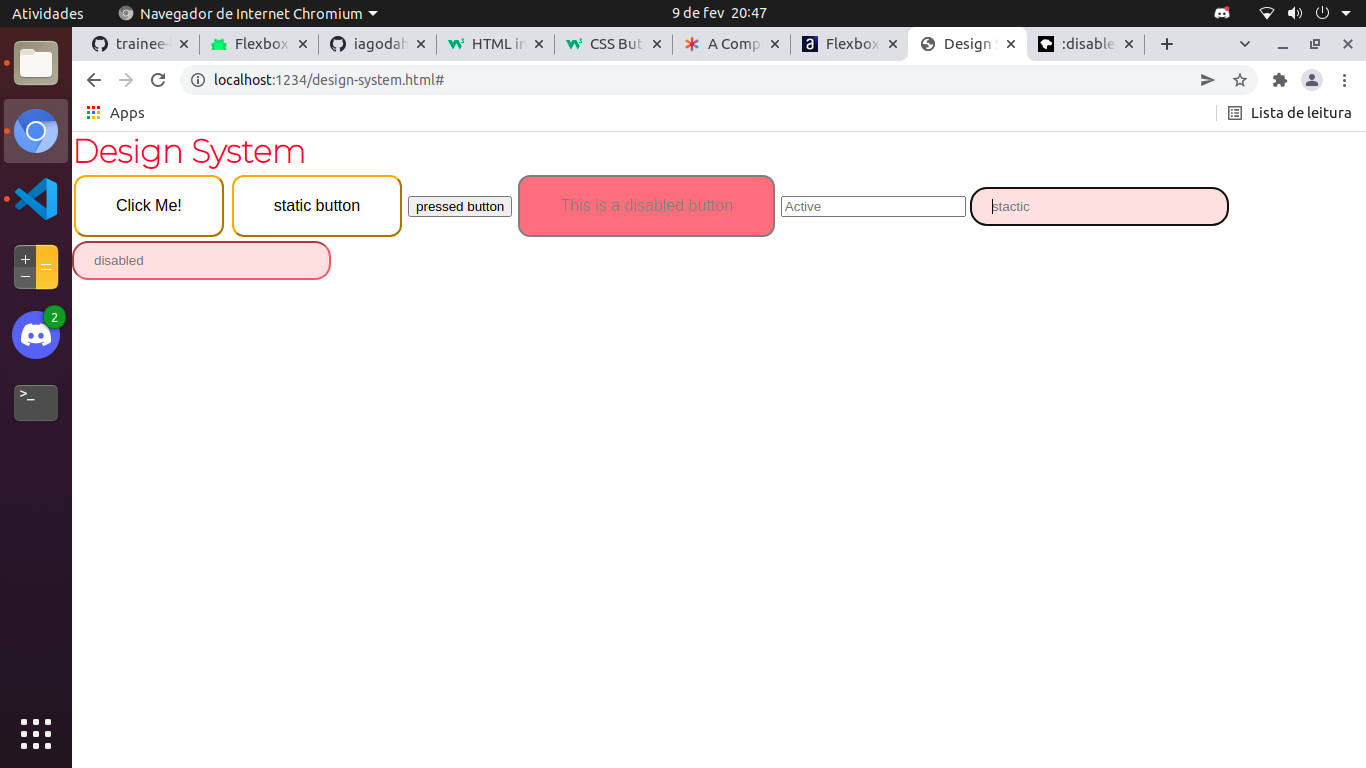 Atividades Navegador de Internet Chromium 9 de fev 20:47
trainee- Flexbox iagodah HTML in CSS But A Comp Flexbox Design S :disable
localhost:1234/design-system.html#
Apps Lista de leitura
Design System
Click Me! static button pressed button This is a disabled button Active stactic
disabled
2
>_